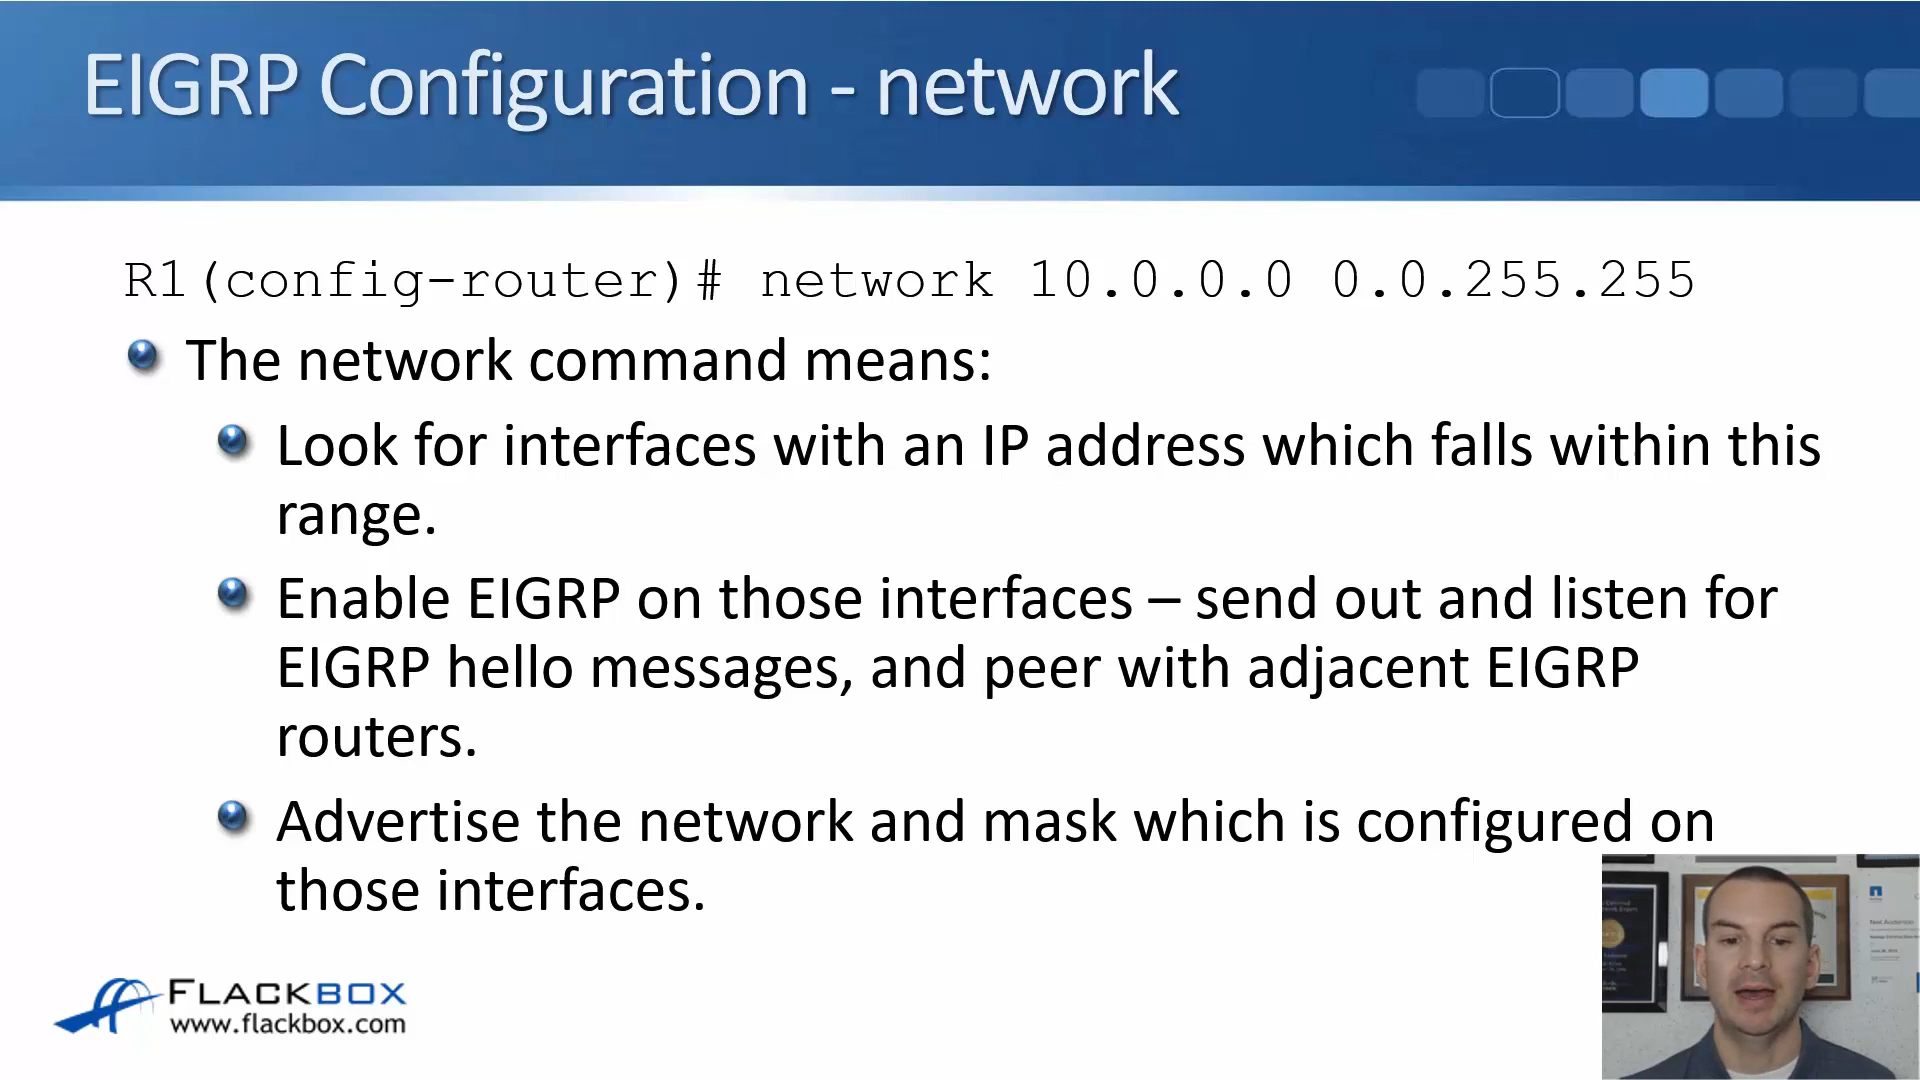 EIGRP Configuration - network
R1(config-router)# network 10.0.0.0 0.0.255.255
The network command means:
Look for interfaces with an IP address which falls within this
range.
Enable EIGRP on those interfaces – send out and listen for
EIGRP hello messages, and peer with adjacent EIGRP
routers.
Advertise the network and mask which is configured on
those interfaces.
FLACKBOX
www.flackbox.com